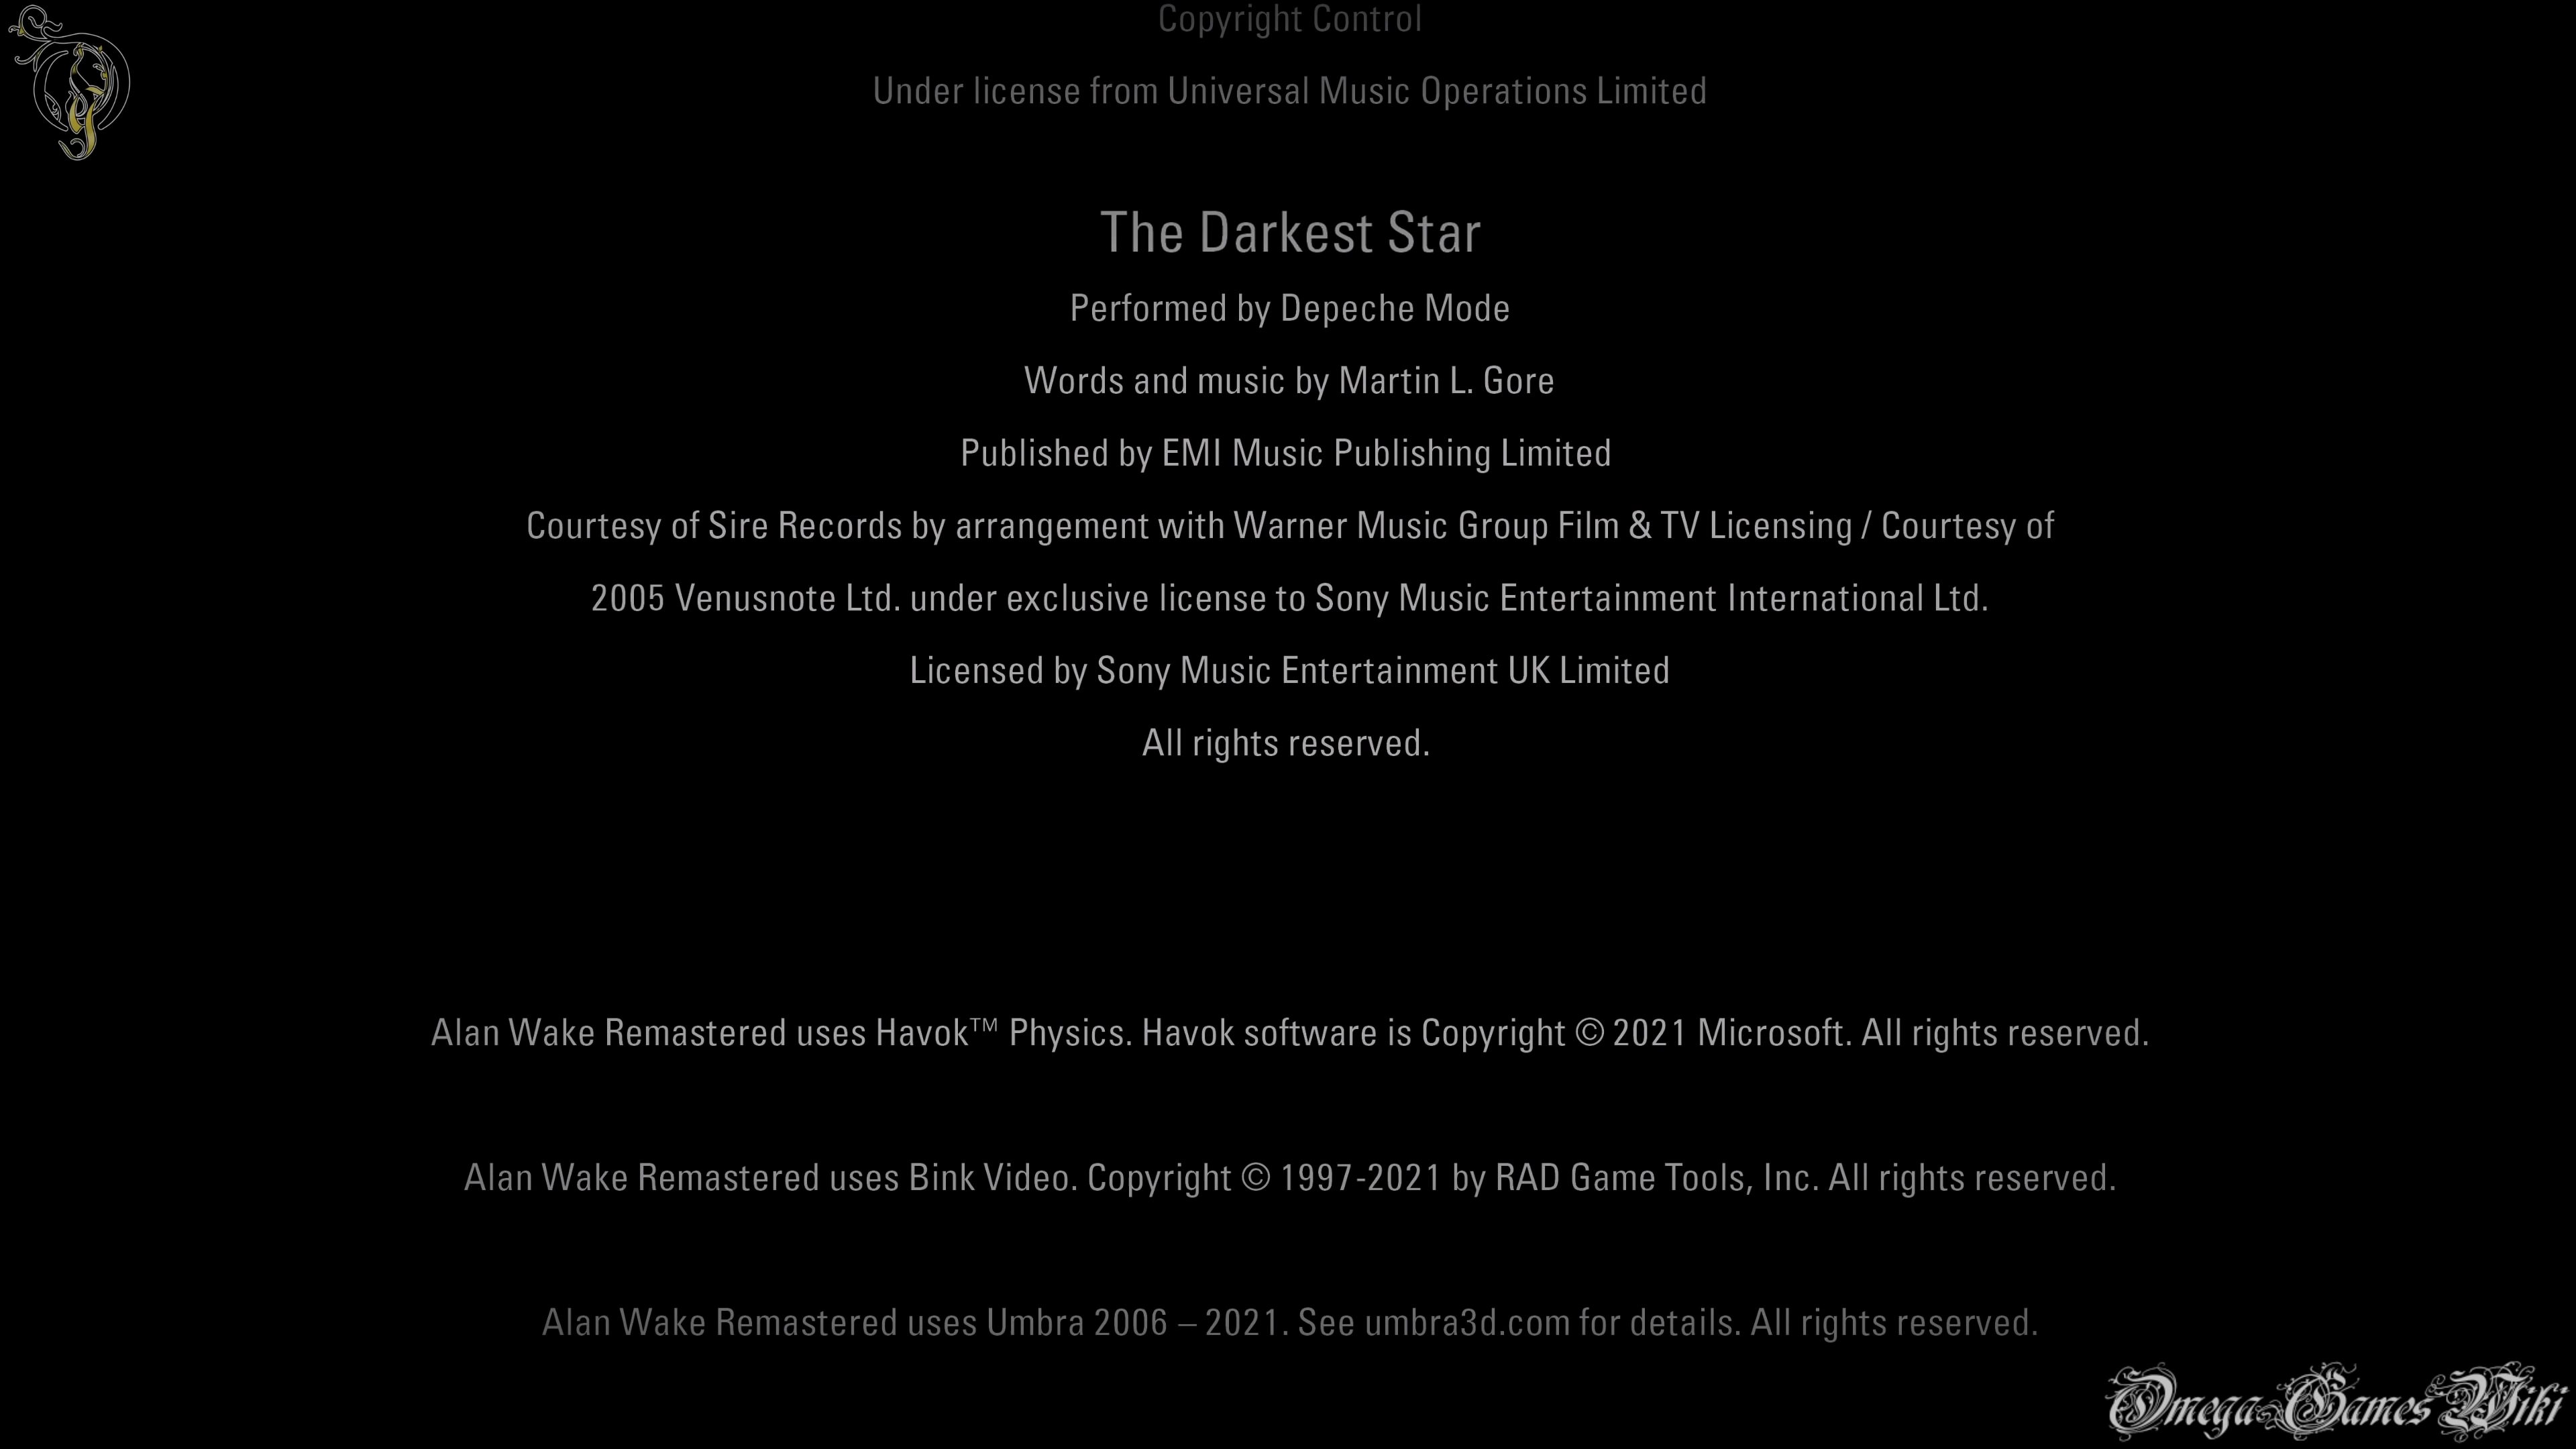 Copyright Control
Under license from Universal Music Operations Limited
The Darkest Star
Performed by Depeche Mode
Words and music by Martin L. Gore
Published by EMI Music Publishing Limited
Courtesy of Sire Records by arrangement with Warner Music Group Film & TV Licensing / Courtesy of
2005 Venusnote Ltd. under exclusive license to Sony Music Entertainment International Ltd.
Licensed by Sony Music Entertainment UK Limited
All rights reserved.
Alan Wake Remastered uses Havok™ Physics. Havok software is Copyright © 2021 Microsoft. All rights reserved.
Alan Wake Remastered uses Bink Video. Copyright © 1997-2021 by RAD Game Tools, Inc. All rights reserved.
Alan Wake Remastered uses Umbra 2006 – 2021. See umbra3d.com for details. All rights reserved.
Omega Games Wiki